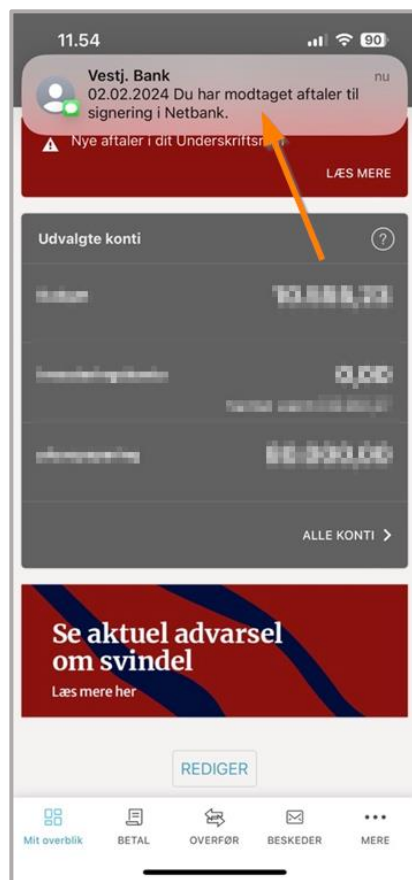 11.54
90
Vestj. Bank
nu
02.02.2024 Du har modtaget aftaler til
signering i Netbank.
Nye aftaler i dit
LÆS MERE
Udvalgte konti
?
0,00
ALLE KONTI
Se aktuel advarsel
om svindel
Læs mere her
REDIGER
Mit overblik
BETAL
OVERFØR
BESKEDER
MERE